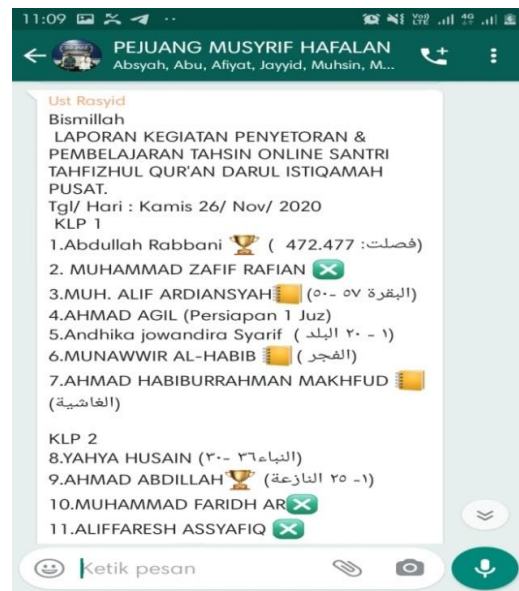 11:09
PEJUANG MUSYRIF HAFALAN
Absyah, Abu, Afiyat, Jayyid, Muhsin, M...
Ust Rasyid
Bismillah
LAPORAN KEGIATAN PENYETORAN &
PEMBELAJARAN TAHSIN ONLINE SANTRI
TAHFIZHUL QUR'AN DARUL ISTIQAMAH
PUSAT.
Tgl/ Hari : Kamis 26/ Nov/ 2020
KLP 1
1.Abdullah Rabbani 🏆 ( 472.477 :فصلت)
2. MUHAMMAD ZAFIF RAFIAN ❎
3.MUH. ALIF ARDIANSYAH📒 (البقرة ٥٧ -٥٠)
4.AHMAD AGIL (Persiapan 1 Juz)
5.Andhika jowandira Syarif ( ١ - ٢٠ البلد)
6.MUNAWWIR AL-HABIB 📒 (الفجر)
7.AHMAD HABIBURRAHMAN MAKHFUD 📒
(الغاشية)
KLP 2
8.YAHYA HUSAIN (النباء٣٦ -٣٠)
9.AHMAD ABDILLAH🏆 (١- ٢٥ النازعة)
10.MUHAMMAD FARIDH AR❎
11.ALIFFARESH ASSYAFIQ ❎
Ketik pesan